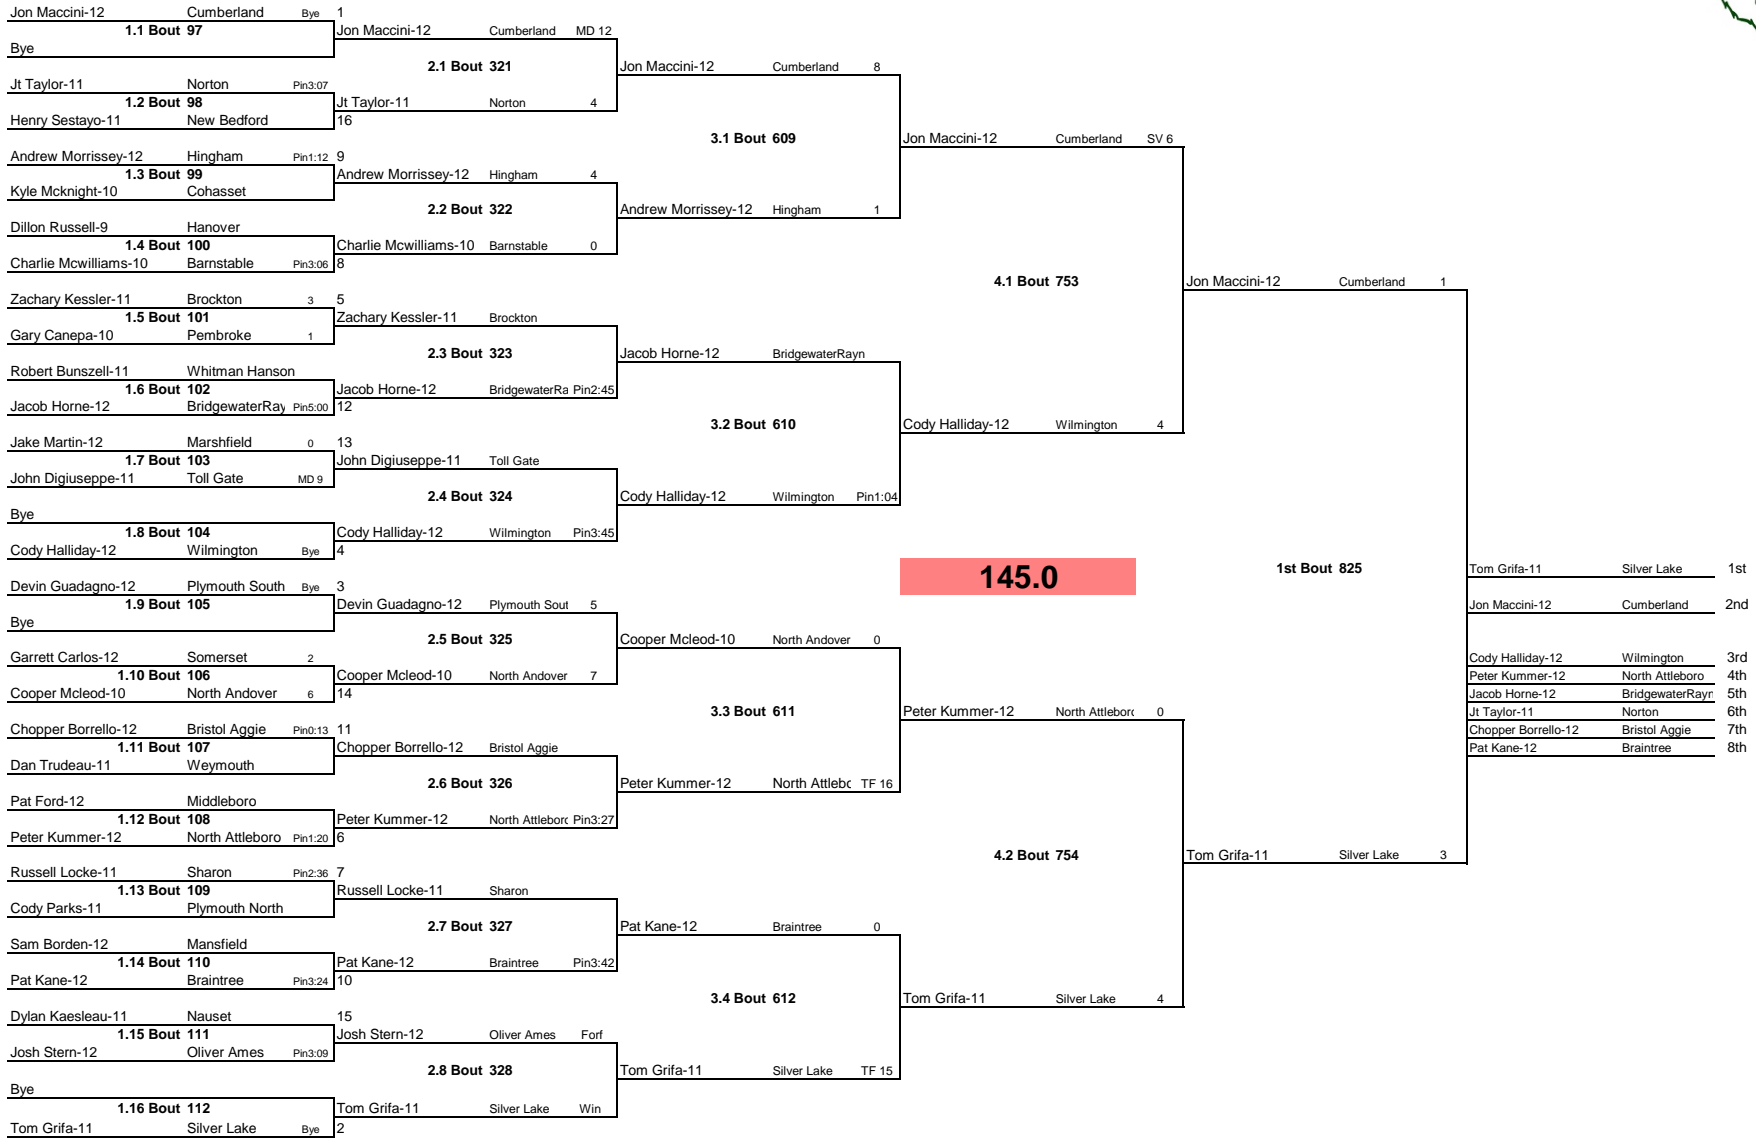 Jon Maccini-12 Cumberland Bye 1
1.1 Bout 97
Bye
Jon Maccini-12 Cumberland MD 12
2.1 Bout 321
Jt Taylor-11 Norton Pin3:07
1.2 Bout 98
Henry Sestayo-11 New Bedford
Jt Taylor-11 Norton 4
16
Jon Maccini-12 Cumberland 8
3.1 Bout 609
Andrew Morrissey-12 Hingham Pin1:12 9
1.3 Bout 99
Kyle Mcknight-10 Cohasset
Andrew Morrissey-12 Hingham 4
2.2 Bout 322
Dillon Russell-9 Hanover
1.4 Bout 100
Charlie Mcwilliams-10 Barnstable Pin3:06
Charlie Mcwilliams-10 Barnstable 0
8
Andrew Morrissey-12 Hingham 1
Jon Maccini-12 Cumberland SV 6
4.1 Bout 753
Zachary Kessler-11 Brockton 3 5
1.5 Bout 101
Gary Canepa-10 Pembroke 1
Zachary Kessler-11 Brockton
2.3 Bout 323
Robert Bunszell-11 Whitman Hanson
1.6 Bout 102
Jacob Horne-12 BridgewaterRay Pin5:00
Jacob Horne-12 BridgewaterRa Pin2:45
12
Jacob Horne-12 BridgewaterRayn
3.2 Bout 610
Jake Martin-12 Marshfield 0 13
1.7 Bout 103
John Digiuseppe-11 Toll Gate MD 9
John Digiuseppe-11 Toll Gate
2.4 Bout 324
Bye
1.8 Bout 104
Cody Halliday-12 Wilmington Bye
Cody Halliday-12 Wilmington Pin3:45
4
Cody Halliday-12 Wilmington Pin1:04
Cody Halliday-12 Wilmington 4
Jon Maccini-12 Cumberland 1
145.0
1st Bout 825
Devin Guadagno-12 Plymouth South Bye 3
1.9 Bout 105
Bye
Devin Guadagno-12 Plymouth Sout 5
2.5 Bout 325
Garrett Carlos-12 Somerset 2
1.10 Bout 106
Cooper Mcleod-10 North Andover 6
Cooper Mcleod-10 North Andover 7
14
Cooper Mcleod-10 North Andover 0
3.3 Bout 611
Chopper Borrello-12 Bristol Aggie Pin0:13 11
1.11 Bout 107
Dan Trudeau-11 Weymouth
Chopper Borrello-12 Bristol Aggie
2.6 Bout 326
Pat Ford-12 Middleboro
1.12 Bout 108
Peter Kummer-12 North Attleboro Pin1:20
Peter Kummer-12 North Attleboro Pin3:27
6
Peter Kummer-12 North Attlebo TF 16
Peter Kummer-12 North Attleboro 0
4.2 Bout 754
Russell Locke-11 Sharon Pin2:36 7
1.13 Bout 109
Cody Parks-11 Plymouth North
Russell Locke-11 Sharon
2.7 Bout 327
Sam Borden-12 Mansfield
1.14 Bout 110
Pat Kane-12 Braintree Pin3:24
Pat Kane-12 Braintree Pin3:42
10
Pat Kane-12 Braintree 0
3.4 Bout 612
Dylan Kaesleau-11 Nauset 15
1.15 Bout 111
Josh Stern-12 Oliver Ames Pin3:09
Josh Stern-12 Oliver Ames Forf
2.8 Bout 328
Bye
1.16 Bout 112
Tom Grifa-11 Silver Lake Bye
Tom Grifa-11 Silver Lake Win
2
Tom Grifa-11 Silver Lake TF 15
Tom Grifa-11 Silver Lake 4
Tom Grifa-11 Silver Lake 3
Tom Grifa-11 Silver Lake 1st
Jon Maccini-12 Cumberland 2nd
Cody Halliday-12 Wilmington 3rd
Peter Kummer-12 North Attleboro 4th
Jacob Horne-12 BridgewaterRayn 5th
Jt Taylor-11 Norton 6th
Chopper Borrello-12 Bristol Aggie 7th
Pat Kane-12 Braintree 8th